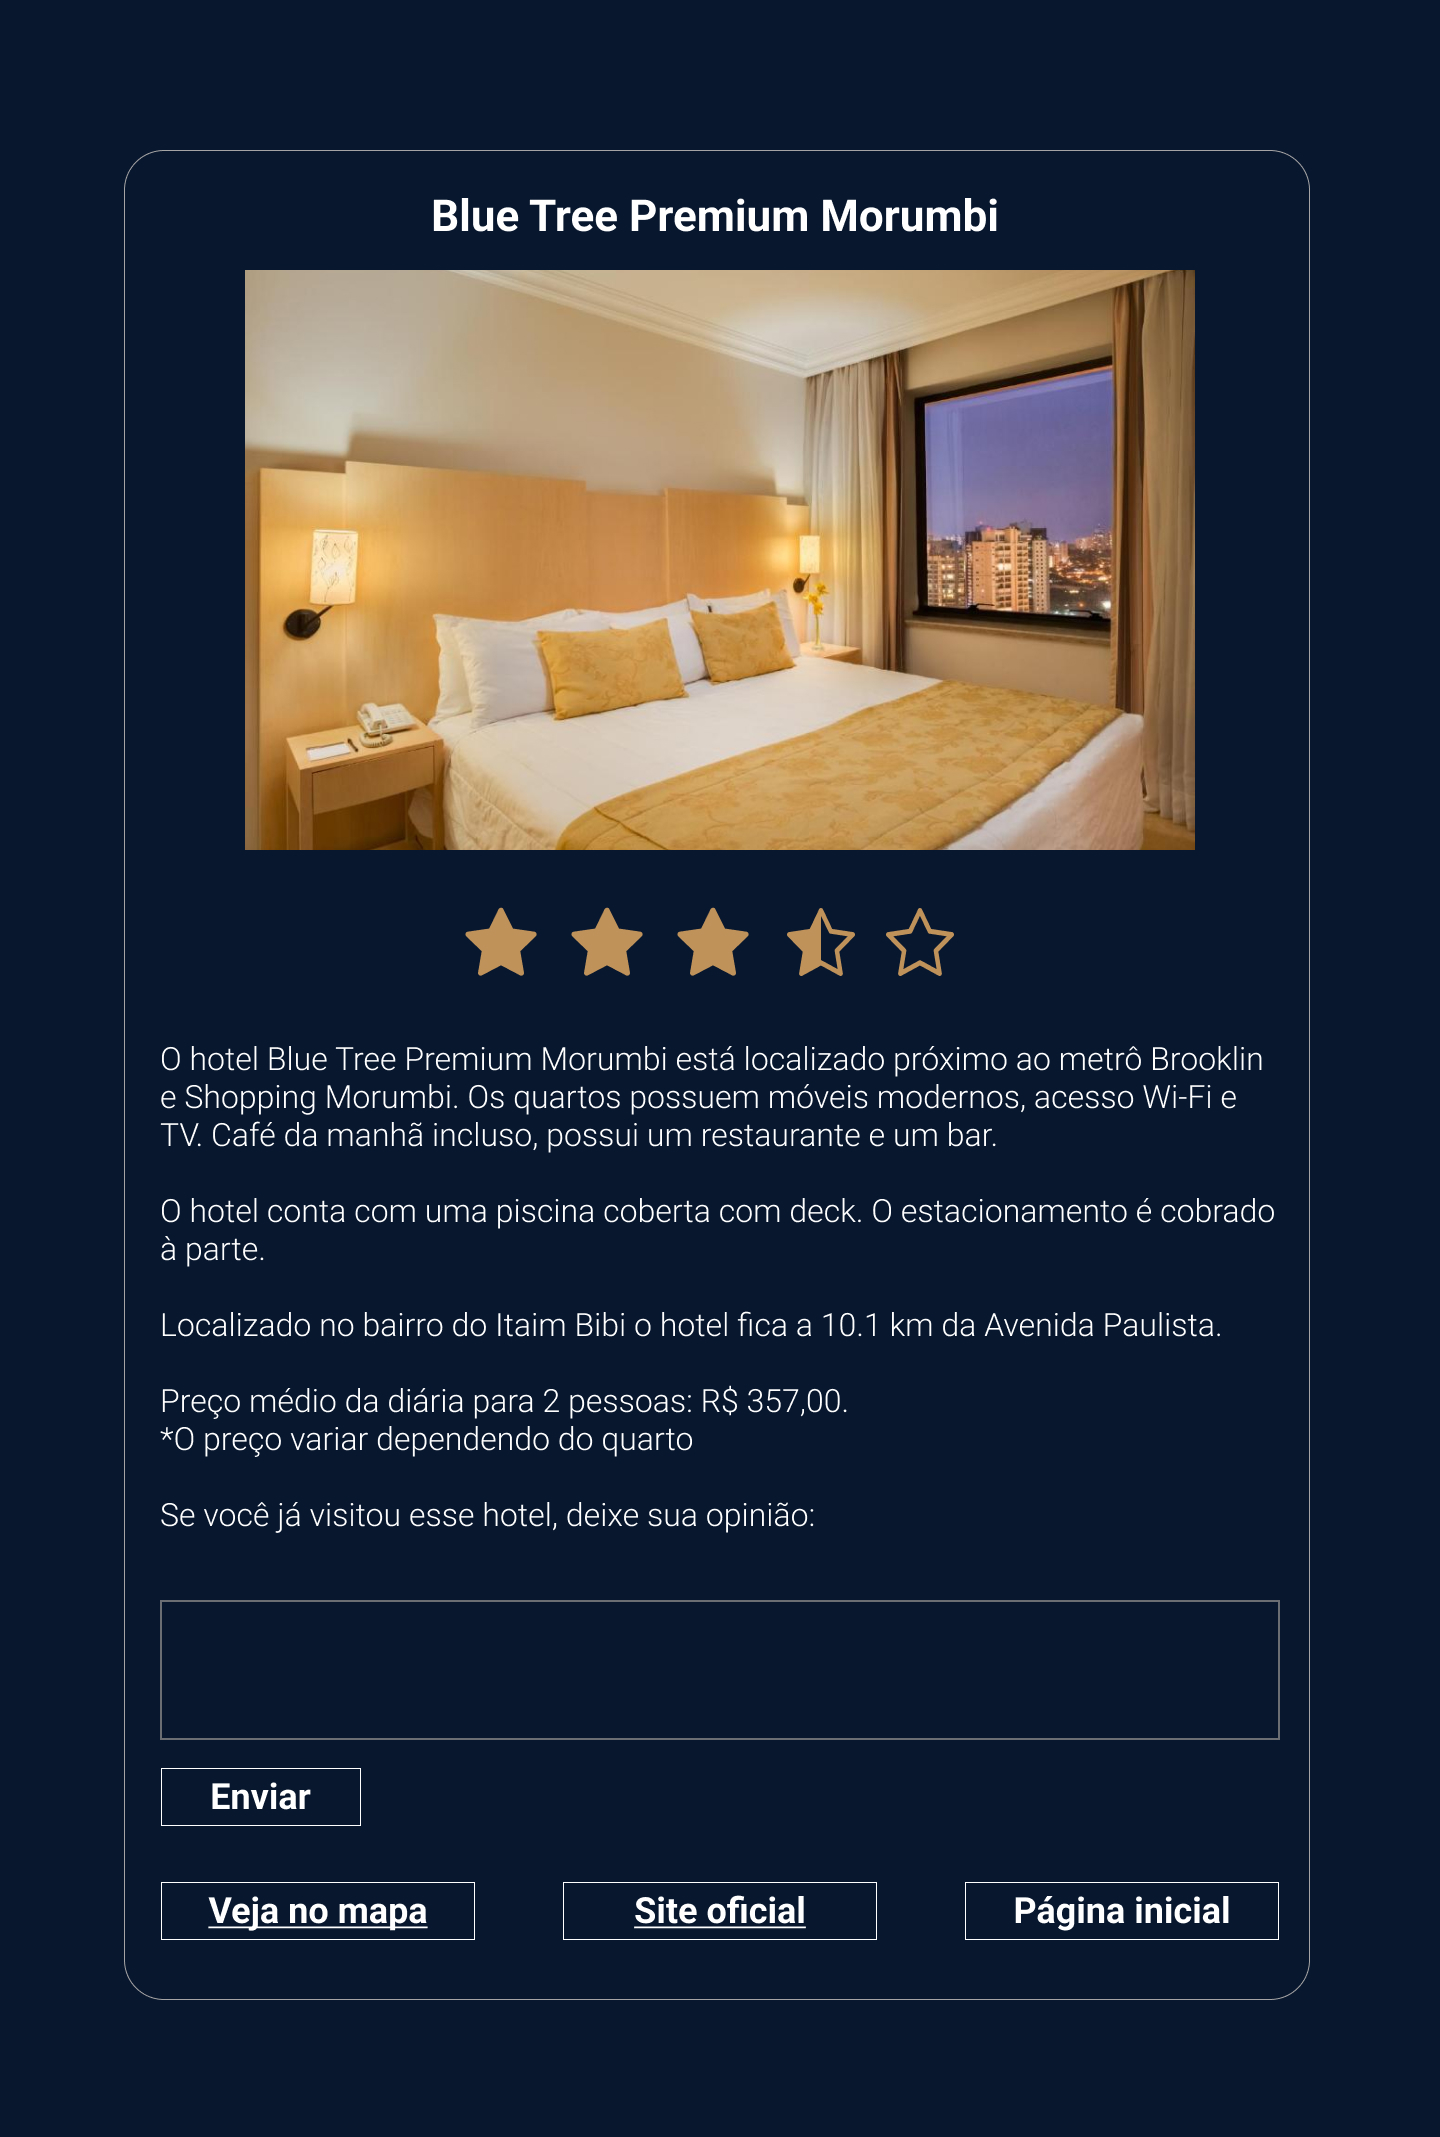 Blue Tree Premium Morumbi
O hotel Blue Tree Premium Morumbi está localizado próximo ao metrô Brooklin
e Shopping Morumbi. Os quartos possuem móveis modernos, acesso Wi-Fi e
TV. Café da manhã incluso, possui um restaurante e um bar.
O hotel conta com uma piscina coberta com deck. O estacionamento é cobrado
à parte.
Localizado no bairro do Itaim Bibi o hotel fica a 10.1 km da Avenida Paulista.
Preço médio da diária para 2 pessoas: R$ 357,00.
*O preço variar dependendo do quarto
Se você já visitou esse hotel, deixe sua opinião:
Enviar
Veja no mapa
Site oficial
Página inicial